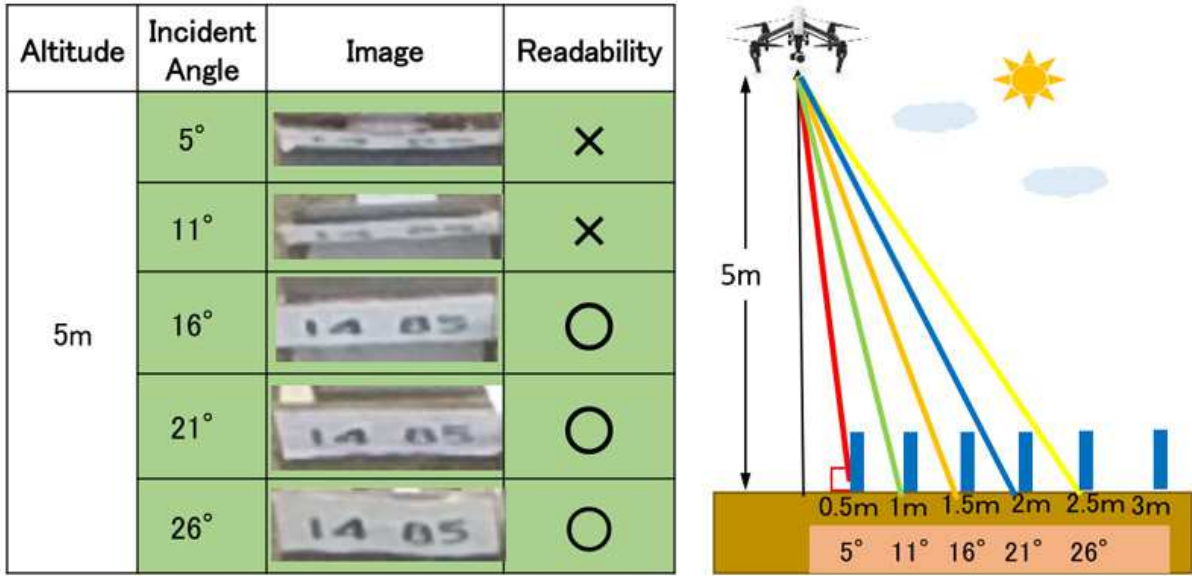 Altitude
Incident
Angle
Image
Readability
5m
5°
×
11°
×
16°
14 85
○
21°
14 85
○
26°
14 85
○
5m
0.5m 1m 1.5m 2m 2.5m 3m
5° 11° 16° 21° 26°